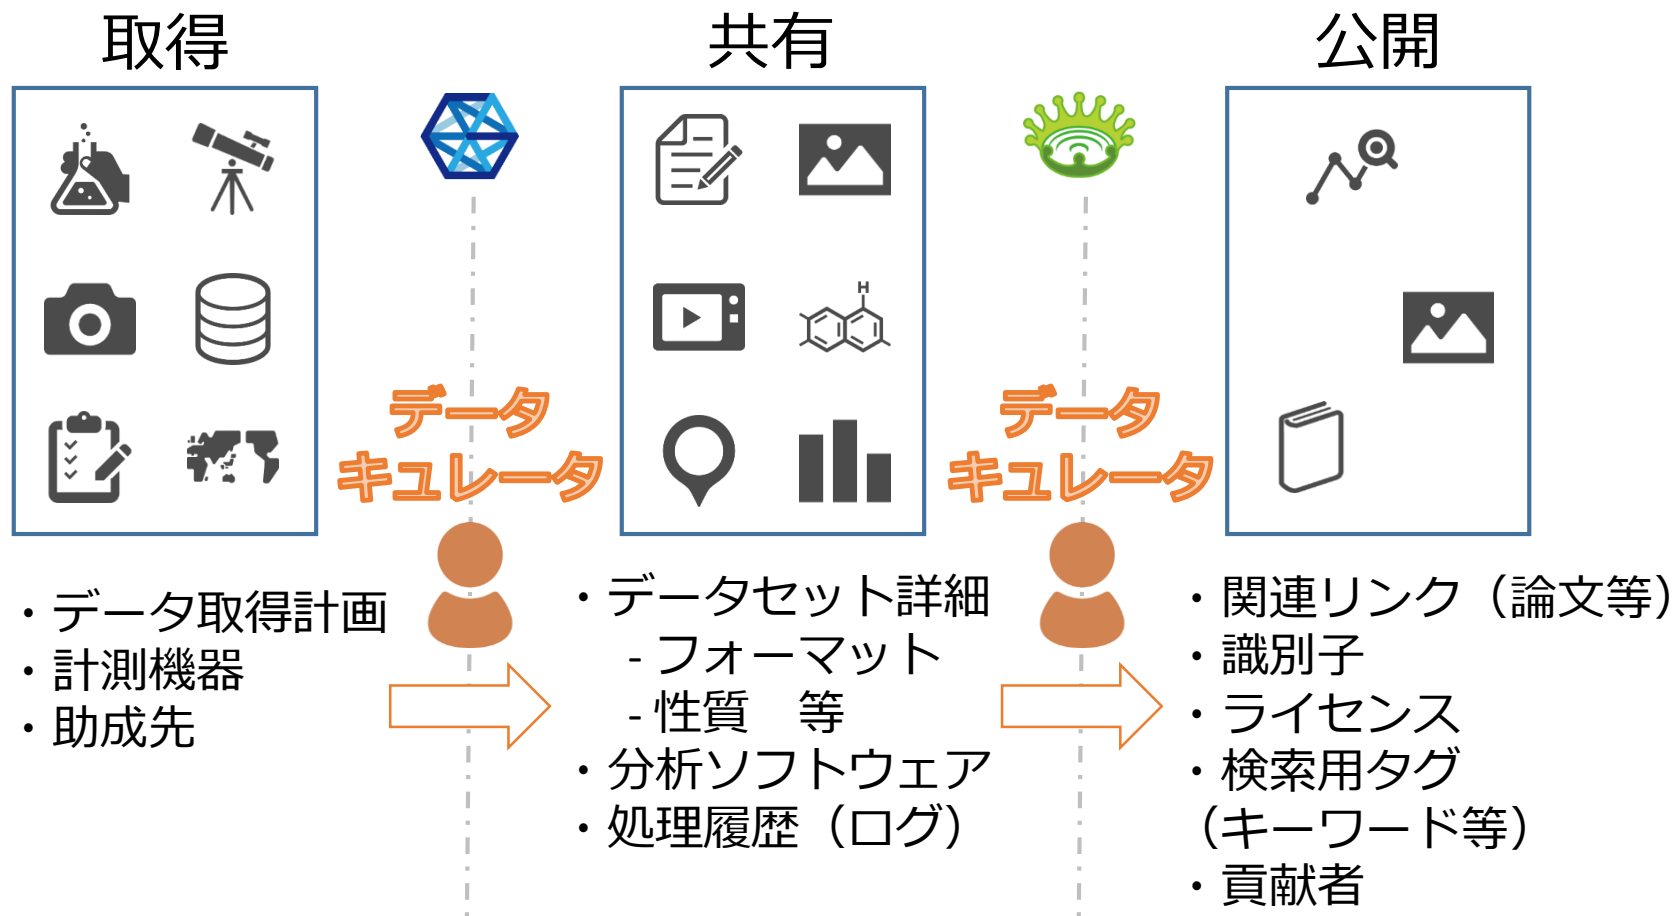 取得
共有
公開
H
データ
キュレータ
データ
キュレータ
・データ取得計画
・計測機器
・助成先
・データセット詳細
- フォーマット
- 性質　等
・分析ソフトウェア
・処理履歴（ログ）
・関連リンク（論文等）
・識別子
・ライセンス
・検索用タグ
（キーワード等）
・貢献者